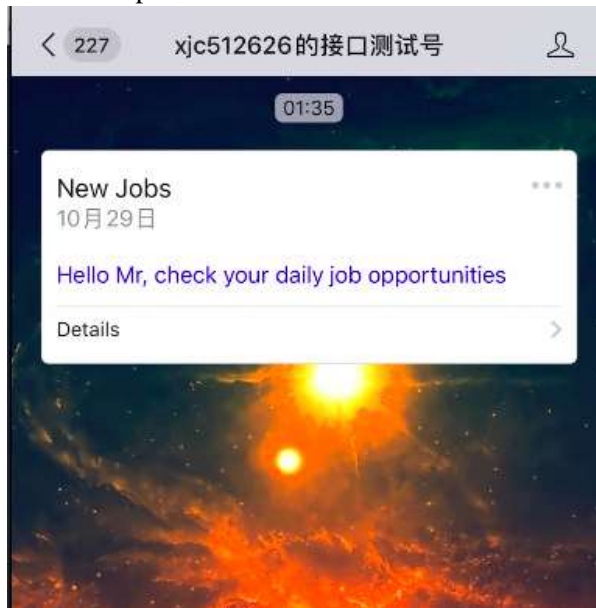 227 xjc512626的接口测试号
01:35
New Jobs
10月29日
Hello Mr, check your daily job opportunities
Details